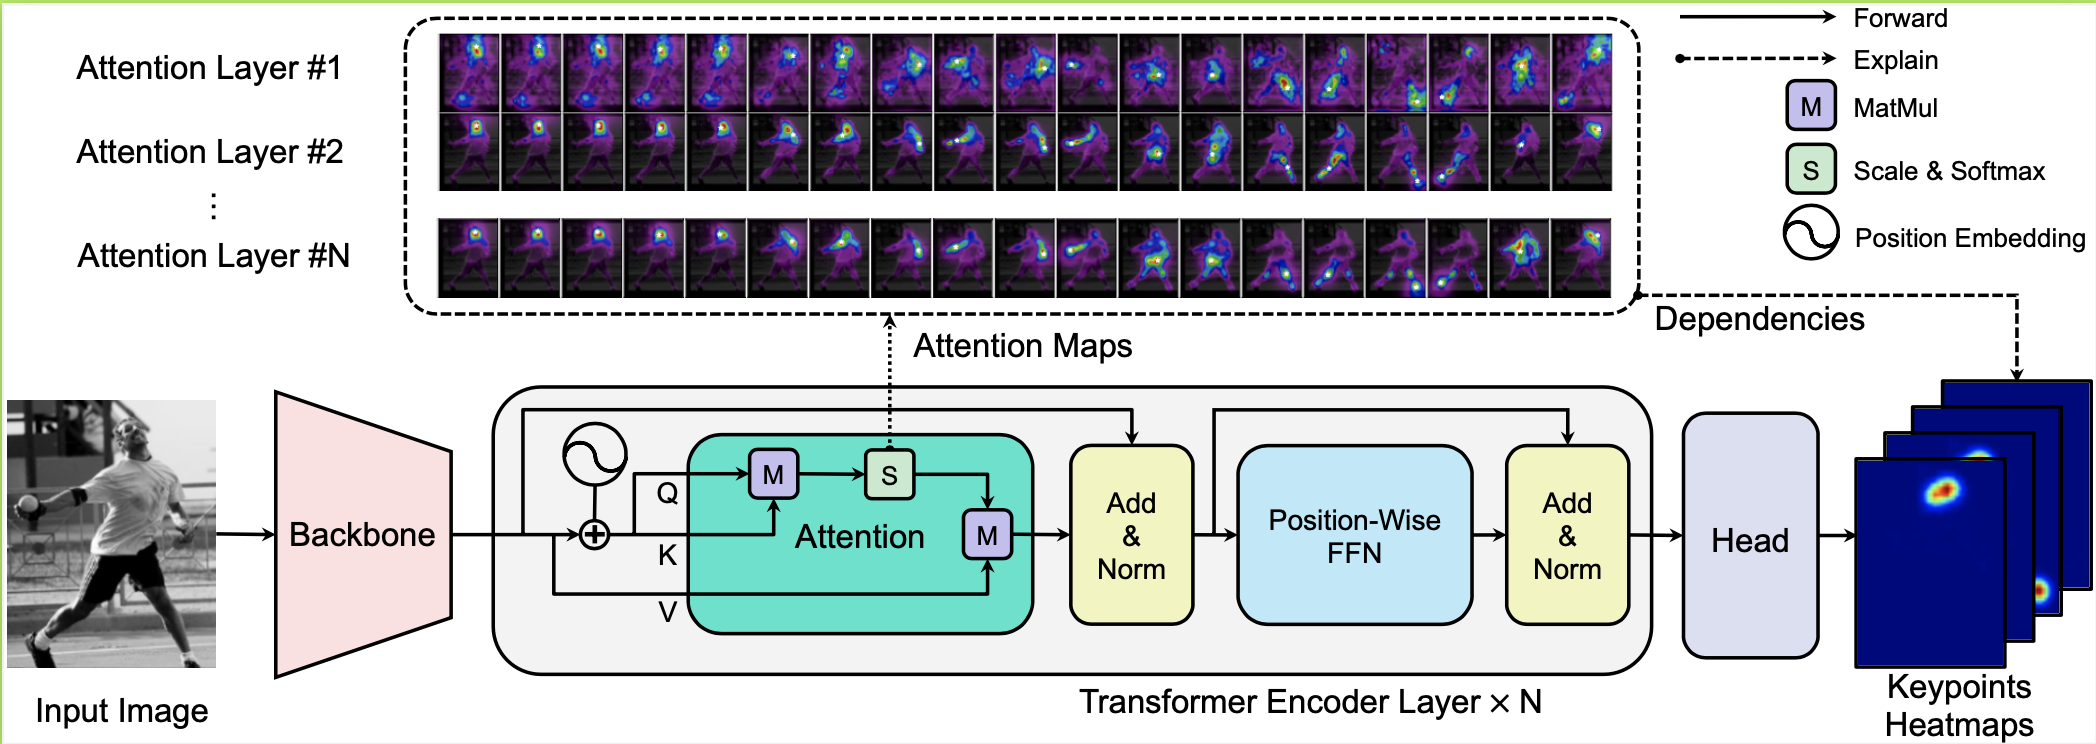 Attention Layer #1
Attention Layer #2
⋮
Attention Layer #N
Forward
Explain
M
MatMul
S
Scale & Softmax
Position Embedding
Dependencies
Attention Maps
Input Image
Backbone
Q
K
V
M
S
M
Attention
Add
&
Norm
Position-Wise
FFN
Add
&
Norm
Transformer Encoder Layer × N
Head
Keypoints
Heatmaps